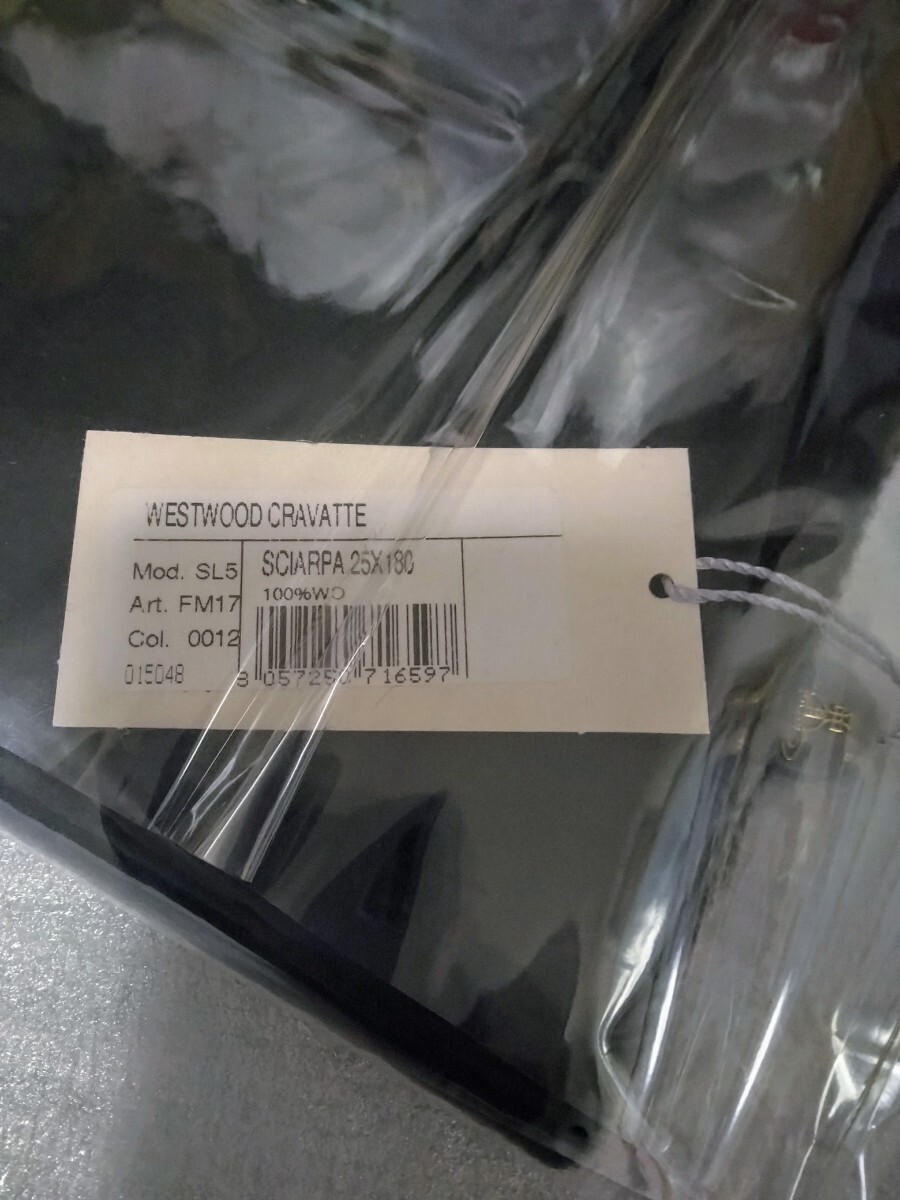 WESTWOOD CRAVATTE
Mod. SL5
Art. FM17
Col. 0012
015048
SCIARPA 25X180
100%WO
8 057250 716597